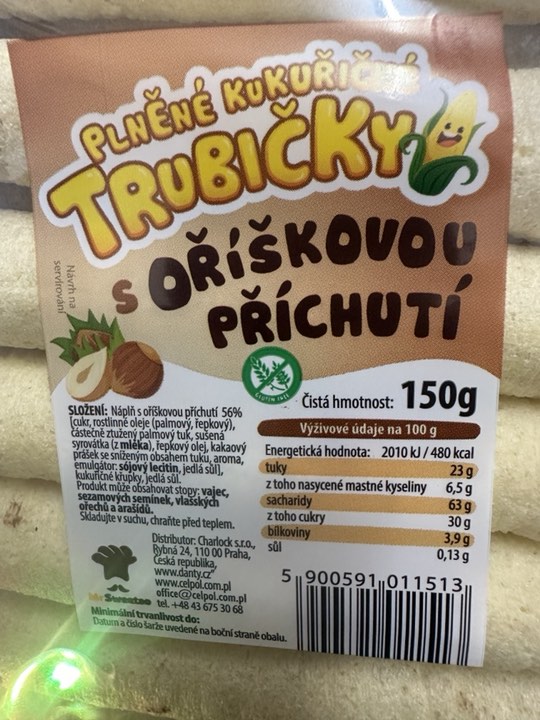 PLNĚNÉ KUKUŘIČNÉ
TRUBIČKY
S OŘÍŠKOVOU
PŘÍCHUTÍ
Návrh na
servírování
GLUTEN FREE
Čistá hmotnost: 150g
SLOŽENÍ: Náplň s oříškovou příchutí 56%
[cukr, rostlinné oleje (palmový, řepkový),
částečně ztužený palmový tuk, sušená
syrovátka (z mléka), řepkový olej, kakaový
prášek se sníženým obsahem tuku, aroma,
emulgátor: sójový lecitin, jedlá sůl],
kukuřičné křupky, jedlá sůl.
Produkt může obsahovat stopy: vajec,
sezamových semínek, vlašských
ořechů a arašídů.
Skladujte v suchu, chraňte před teplem.
Výživové údaje na 100 g
Energetická hodnota: 2010 kJ / 480 kcal
tuky 23 g
z toho nasycené mastné kyseliny 6,5 g
sacharidy 63 g
z toho cukry 30 g
bílkoviny 3,9 g
sůl 0,13 g
Distributor: Charlock s.r.o.,
Rybná 24, 110 00 Praha,
Česká republika,
www.danty.cz
www.celpol.com.pl
office@celpol.com.pl
tel. +48 43 675 30 68
Mr Sweetze
Minimální trvanlivost do:
Datum a číslo šarže uvedené na boční straně obalu.
5 900591 011513